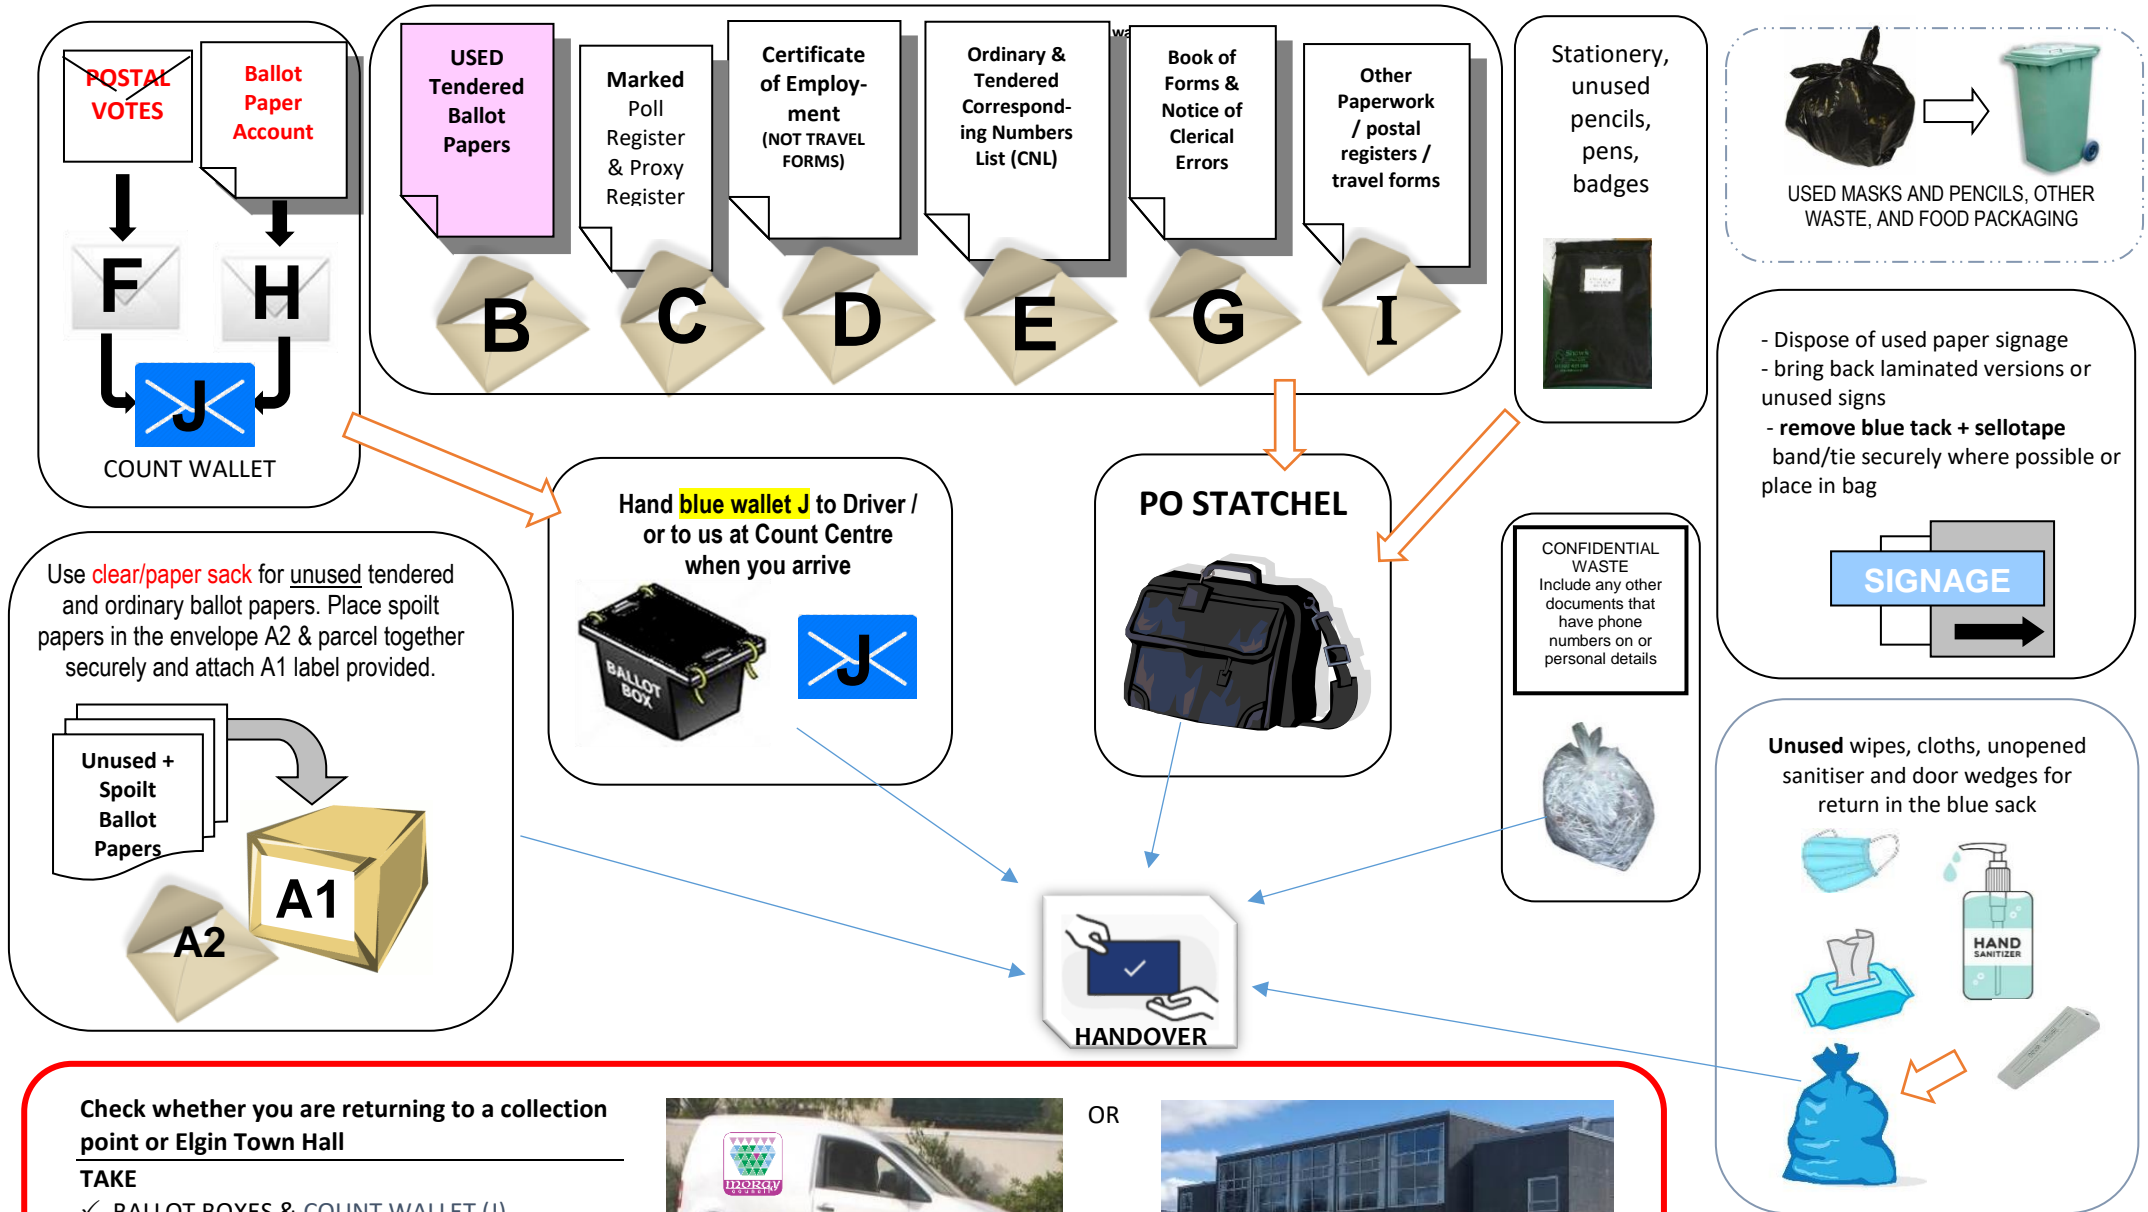 POSTAL
VOTES
Ballot
Paper
Account
F
H
J
COUNT WALLET
USED
Tendered
Ballot
Papers
Marked
Poll
Register
& Proxy
Register
Certificate
of Employ-
ment
(NOT TRAVEL
FORMS)
Ordinary &
Tendered
Correspond-
ing Numbers
List (CNL)
Book of
Forms &
Notice of
Clerical
Errors
Other
Paperwork
/ postal
registers /
travel forms
B
C
D
E
G
I
Stationery,
unused
pencils,
pens,
badges
USED MASKS AND PENCILS, OTHER
WASTE, AND FOOD PACKAGING
- Dispose of used paper signage
- bring back laminated versions or
unused signs
- remove blue tack + sellotape
band/tie securely where possible or
place in bag
SIGNAGE
Use clear/paper sack for unused tendered
and ordinary ballot papers. Place spoilt
papers in the envelope A2 & parcel together
securely and attach A1 label provided.
Unused +
Spoilt
Ballot
Papers
A1
A2
Hand blue wallet J to Driver /
or to us at Count Centre
when you arrive
BALLOT
BOX
J
PO STATCHEL
CONFIDENTIAL
WASTE
Include any other
documents that
have phone
numbers on or
personal details
Unused wipes, cloths, unopened
sanitiser and door wedges for
return in the blue sack
HAND
SANITIZER
HANDOVER
Check whether you are returning to a collection
point or Elgin Town Hall
TAKE
✓ BALLOT BOXES & COUNT WALLET (J)
moray
council
OR